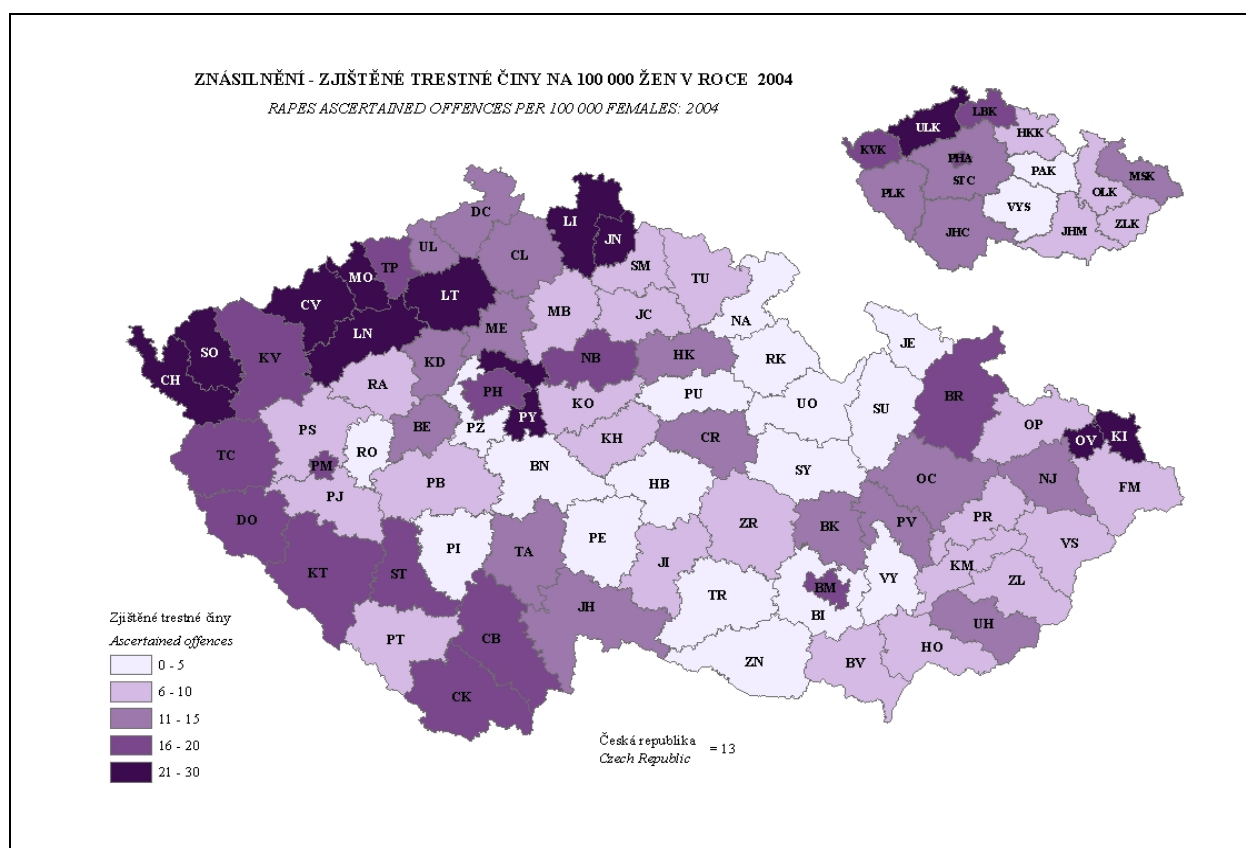 ZNÁSILNĚNÍ - ZJIŠTĚNÉ TRESTNÉ ČINY NA 100 000 ŽEN V ROCE 2004
RAPES ASCERTAINED OFFENCES PER 100 000 FEMALES: 2004
ULK
LBK
HKK
KVK
PHA
STC
PAK
MSK
PLK
OLK
VYS
ZLK
JHC
JHM
DC
LI
JN
UL
CL
MO
TP
SM
TU
CV
LT
MB
JC
NA
LN
ME
SO
KV
KD
NB
HK
RK
JE
CH
RA
PH
KO
PU
UO
SU
BR
PY
PS
BE
PZ
RO
KH
CR
OP
OV
KI
TC
PM
BN
HB
SY
OC
NJ
FM
PJ
PB
DO
ZR
BK
PV
PR
VS
KT
ST
PI
TA
PE
JI
KM
ZL
BM
VY
TR
BI
JH
UH
PT
CB
HO
BV
ZN
CK
Zjištěné trestné činy
Ascertained offences
0 - 5
6 - 10
11 - 15
16 - 20
21 - 30
Česká republika
Czech Republic
= 13